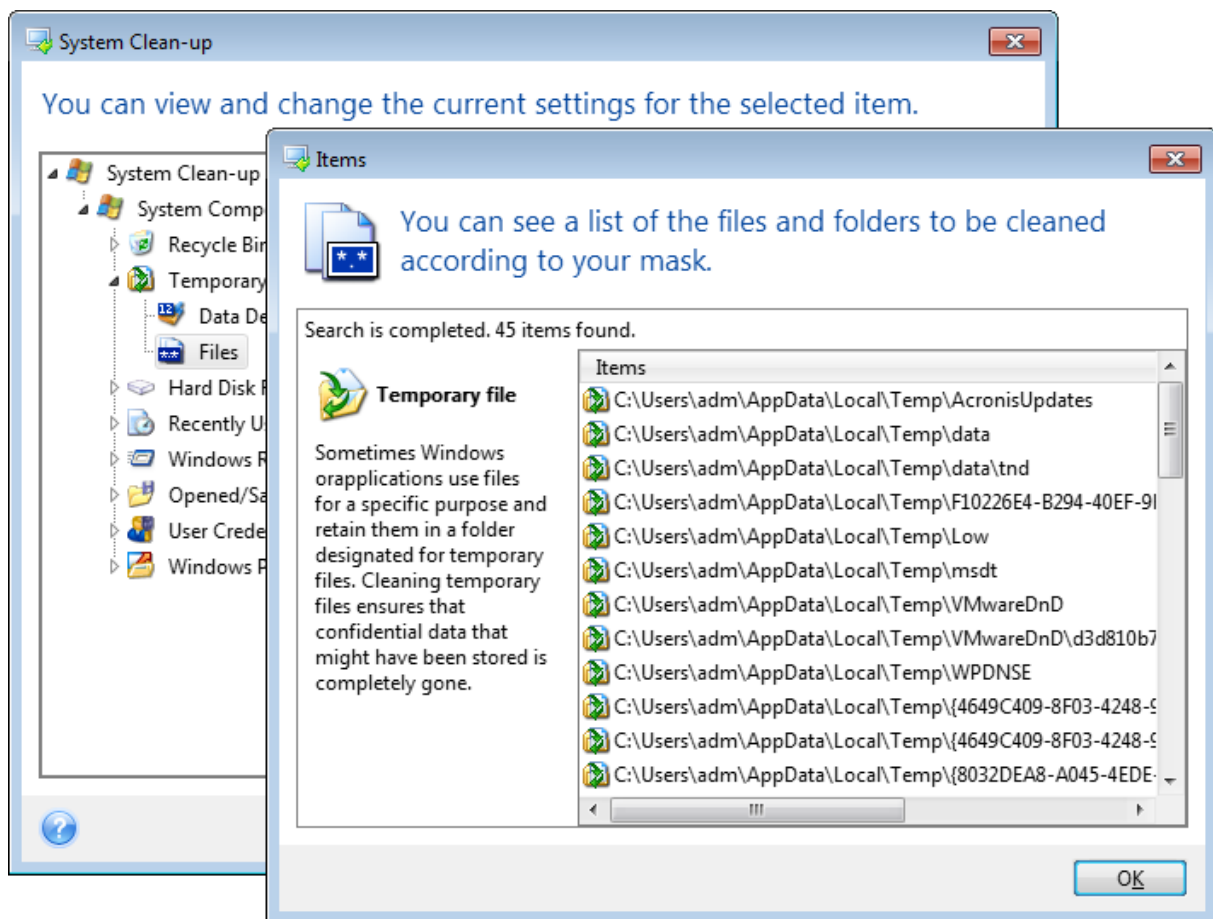 System Clean-up
You can view and change the current settings for the selected item.
System Clean-up
System Comp
Recycle Bin
Temporary
Data De
Files
Hard Disk F
Recently U
Windows R
Opened/Sa
User Crede
Windows P
Items
You can see a list of the files and folders to be cleaned
according to your mask.
*.*
Search is completed. 45 items found.
Temporary file
Sometimes Windows
orapplications use files
for a specific purpose and
retain them in a folder
designated for temporary
files. Cleaning temporary
files ensures that
confidential data that
might have been stored is
completely gone.
Items
C:\Users\adm\AppData\Local\Temp\AcronisUpdates
C:\Users\adm\AppData\Local\Temp\data
C:\Users\adm\AppData\Local\Temp\data\tnd
C:\Users\adm\AppData\Local\Temp\F10226E4-B294-40EF-9
C:\Users\adm\AppData\Local\Temp\Low
C:\Users\adm\AppData\Local\Temp\msdt
C:\Users\adm\AppData\Local\Temp\VMwareDnD
C:\Users\adm\AppData\Local\Temp\VMwareDnD\d3d810b7
C:\Users\adm\AppData\Local\Temp\WPDNSE
C:\Users\adm\AppData\Local\Temp\{4649C409-8F03-4248-9
C:\Users\adm\AppData\Local\Temp\{4649C409-8F03-4248-9
C:\Users\adm\AppData\Local\Temp\{8032DEA8-A045-4EDE-
OK